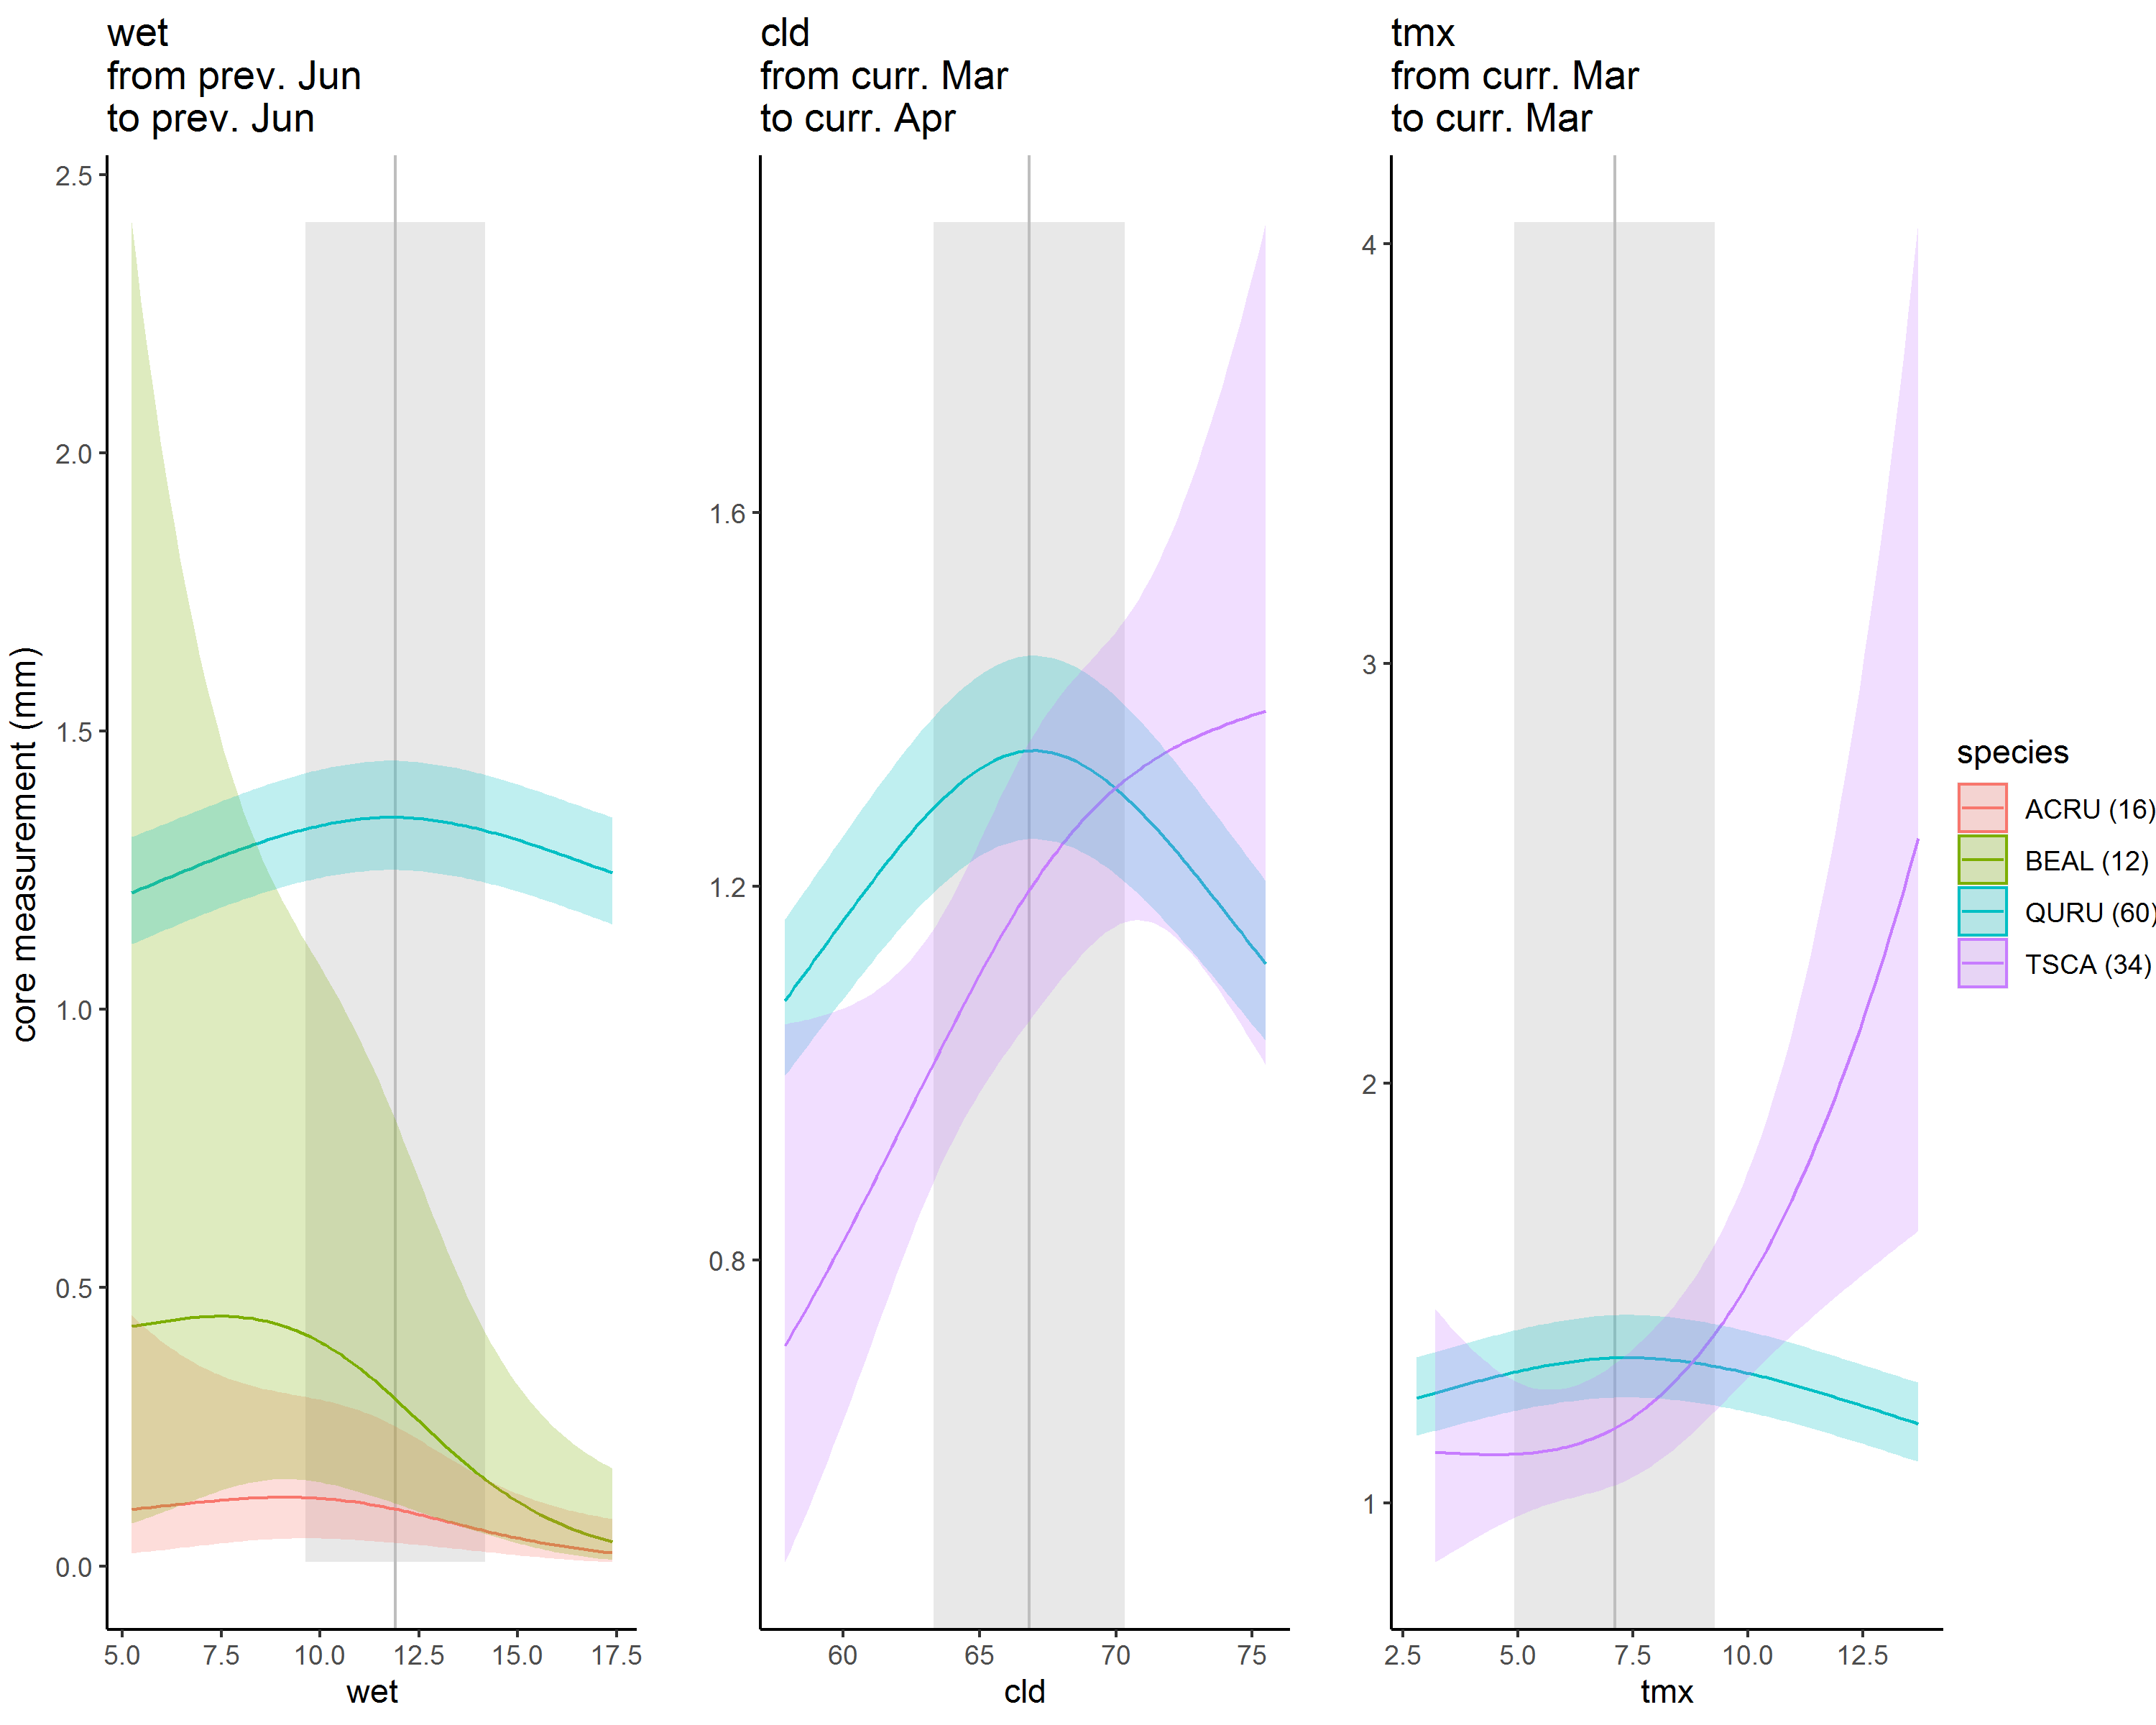 wet
from prev. Jun
to prev. Jun
cld
from curr. Mar
to curr. Apr
tmx
from curr. Mar
to curr. Mar
core measurement (mm)
2.5
2.0
1.5
1.0
0.5
0.0
5.0 7.5 10.0 12.5 15.0 17.5
wet
1.6
1.2
0.8
60 65 70 75
cld
4
3
2
1
2.5 5.0 7.5 10.0 12.5
tmx
species
ACRU (16)
BEAL (12)
QURU (60)
TSCA (34)